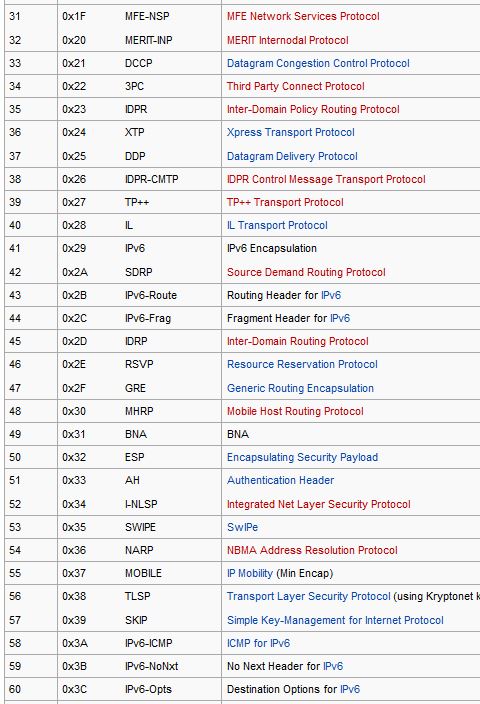 31 0x1F MFE-NSP MFE Network Services Protocol
32 0x20 MERIT-INP MERIT Internodal Protocol
33 0x21 DCCP Datagram Congestion Control Protocol
34 0x22 3PC Third Party Connect Protocol
35 0x23 IDPR Inter-Domain Policy Routing Protocol
36 0x24 XTP Xpress Transport Protocol
37 0x25 DDP Datagram Delivery Protocol
38 0x26 IDPR-CMTP IDPR Control Message Transport Protocol
39 0x27 TP++ TP++ Transport Protocol
40 0x28 IL IL Transport Protocol
41 0x29 IPv6 IPv6 Encapsulation
42 0x2A SDRP Source Demand Routing Protocol
43 0x2B IPv6-Route Routing Header for IPv6
44 0x2C IPv6-Frag Fragment Header for IPv6
45 0x2D IDRP Inter-Domain Routing Protocol
46 0x2E RSVP Resource Reservation Protocol
47 0x2F GRE Generic Routing Encapsulation
48 0x30 MHRP Mobile Host Routing Protocol
49 0x31 BNA BNA
50 0x32 ESP Encapsulating Security Payload
51 0x33 AH Authentication Header
52 0x34 I-NLSP Integrated Net Layer Security Protocol
53 0x35 SWIPE SwIPe
54 0x36 NARP NBMA Address Resolution Protocol
55 0x37 MOBILE IP Mobility (Min Encap)
56 0x38 TLSP Transport Layer Security Protocol (using Kryptonet k
57 0x39 SKIP Simple Key-Management for Internet Protocol
58 0x3A IPv6-ICMP ICMP for IPv6
59 0x3B IPv6-NoNxt No Next Header for IPv6
60 0x3C IPv6-Opts Destination Options for IPv6